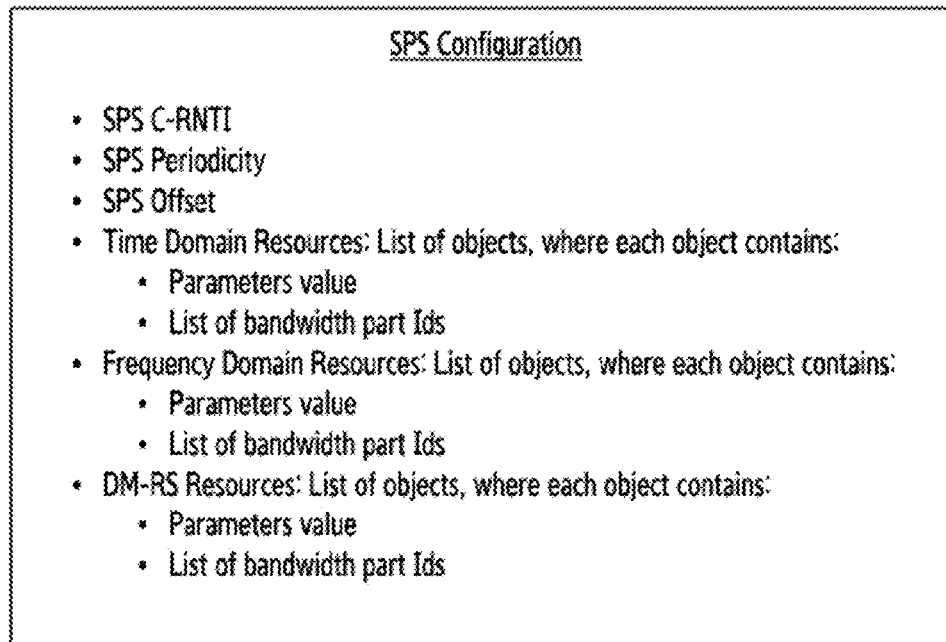 SPS Configuration
• SPS C-RNTI
• SPS Periodicity
• SPS Offset
• Time Domain Resources: List of objects, where each object contains:
• Parameters value
• List of bandwidth part Ids
• Frequency Domain Resources: List of objects, where each object contains:
• Parameters value
• List of bandwidth part Ids
• DM-RS Resources: List of objects, where each object contains:
• Parameters value
• List of bandwidth part Ids